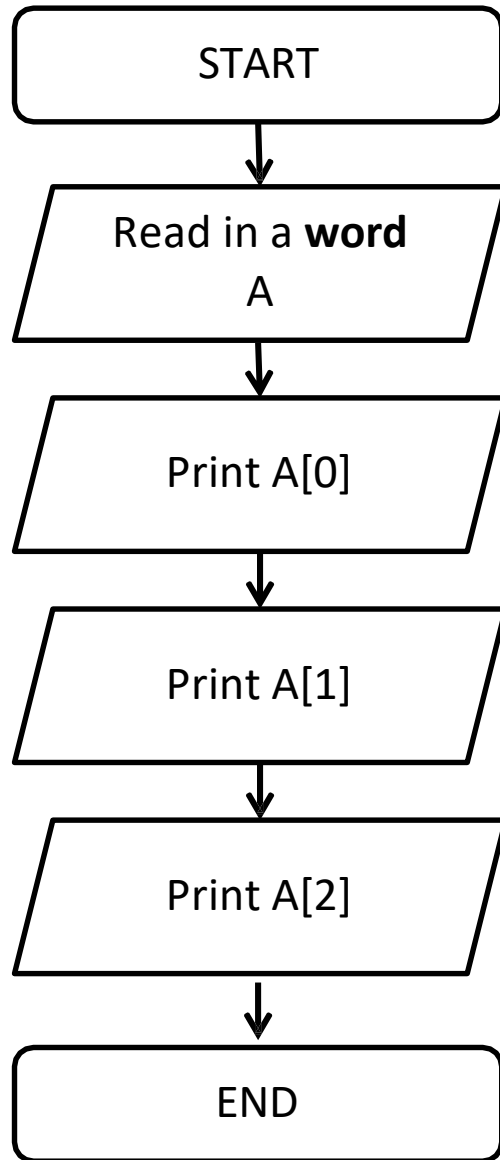 START
Read in a word
A
Print A[0]
Print A[1]
Print A[2]
END